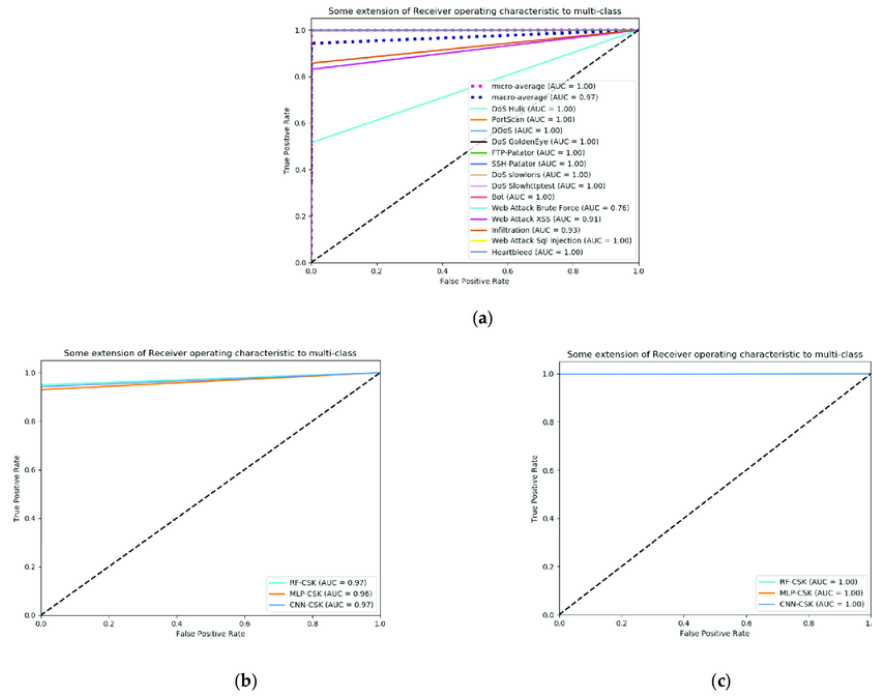 Some extension of Receiver operating characteristic to multi-class
1.0
0.8
0.6
0.4
0.2
0.0
True Positive Rate
micro-average (AUC = 1.00)
macro-average (AUC = 0.97)
DoS Hulk (AUC = 1.00)
PortScan (AUC = 1.00)
DDoS (AUC = 1.00)
DoS GoldenEye (AUC = 1.00)
FTP-Patator (AUC = 1.00)
SSH-Patator (AUC = 1.00)
DoS slowloris (AUC = 1.00)
DoS Slowhttptest (AUC = 1.00)
Bot (AUC = 1.00)
Web Attack Brute Force (AUC = 0.76)
Web Attack XSS (AUC = 0.91)
Infiltration (AUC = 0.93)
Web Attack Sql Injection (AUC = 1.00)
Heartbleed (AUC = 1.00)
0.0 0.2 0.4 0.6 0.8 1.0
False Positive Rate
(a)
Some extension of Receiver operating characteristic to multi-class
1.0
0.8
0.6
0.4
0.2
0.0
True Positive Rate
RF-CSK (AUC = 0.97)
MLP-CSK (AUC = 0.96)
CNN-CSK (AUC = 0.97)
0.0 0.2 0.4 0.6 0.8 1.0
False Positive Rate
(b)
Some extension of Receiver operating characteristic to multi-class
1.0
0.8
0.6
0.4
0.2
0.0
True Positive Rate
RF-CSK (AUC = 1.00)
MLP-CSK (AUC = 1.00)
CNN-CSK (AUC = 1.00)
0.0 0.2 0.4 0.6 0.8 1.0
False Positive Rate
(c)